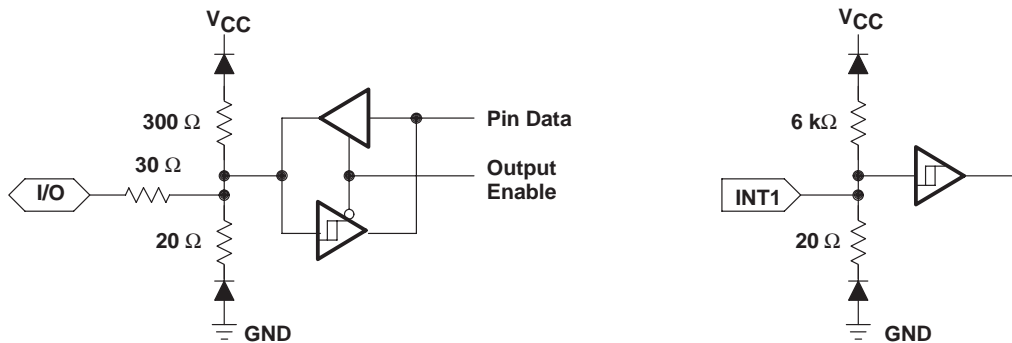 VCC
300 Ω
30 Ω
I/O
20 Ω
GND
Pin Data
Output
Enable
VCC
6 kΩ
INT1
20 Ω
GND